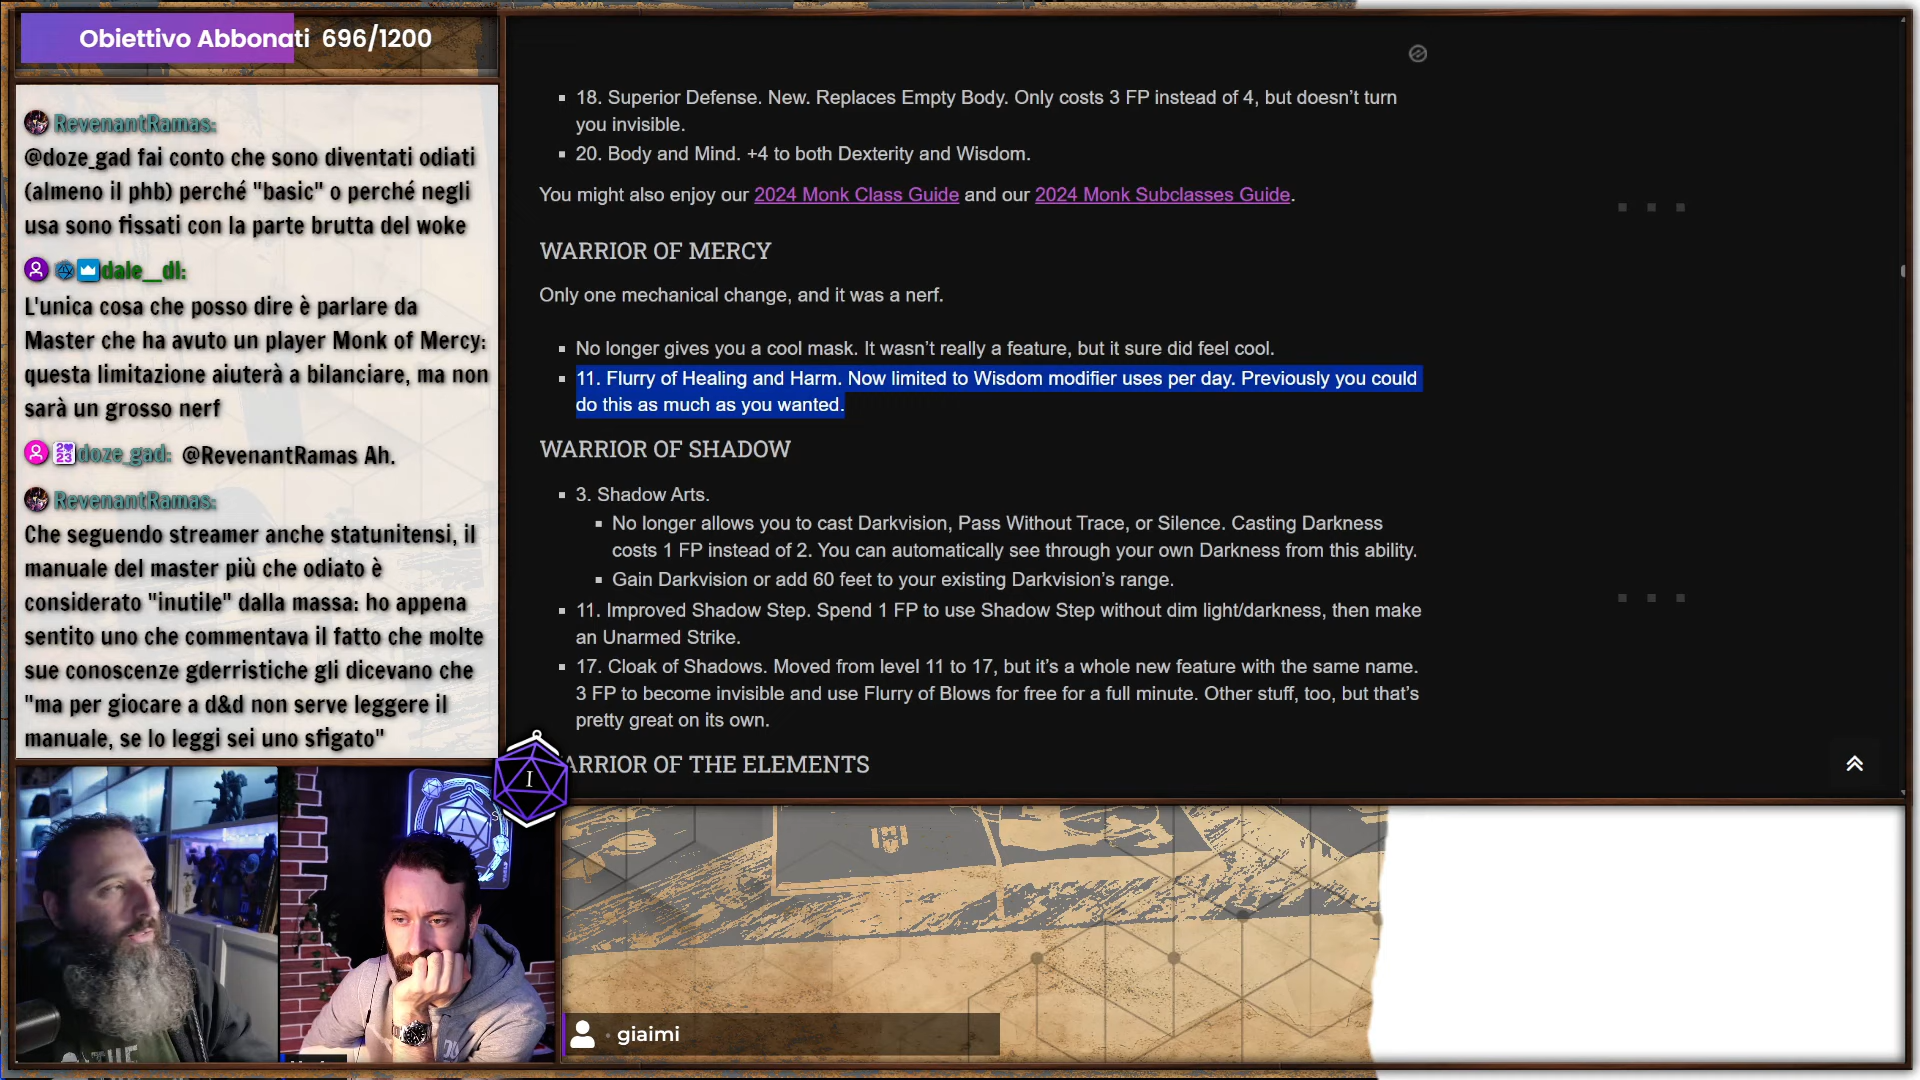 Obiettivo Abbonati 696/1200
RevenantRamas:
@doze_gad fai conto che sono diventati odiati
(almeno il phb) perché "basic" o perché negli
usa sono fissati con la parte brutta del woke
dale__dl:
L'unica cosa che posso dire è parlare da
Master che ha avuto un player Monk of Mercy:
questa limitazione aiuterà a bilanciare, ma non
sarà un grosso nerf
doze_gad: @RevenantRamas Ah.
RevenantRamas:
Che seguendo streamer anche statunitensi, il
manuale del master più che odiato è
considerato "inutile" dalla massa: ho appena
sentito uno che commentava il fatto che molte
sue conoscenze gderristiche gli dicevano che
"ma per giocare a d&d non serve leggere il
manuale, se lo leggi sei uno sfigato"
18. Superior Defense. New. Replaces Empty Body. Only costs 3 FP instead of 4, but doesn’t turn
you invisible.
20. Body and Mind. +4 to both Dexterity and Wisdom.
You might also enjoy our 2024 Monk Class Guide and our 2024 Monk Subclasses Guide.
WARRIOR OF MERCY
Only one mechanical change, and it was a nerf.
No longer gives you a cool mask. It wasn’t really a feature, but it sure did feel cool.
11. Flurry of Healing and Harm. Now limited to Wisdom modifier uses per day. Previously you could
do this as much as you wanted.
WARRIOR OF SHADOW
3. Shadow Arts.
No longer allows you to cast Darkvision, Pass Without Trace, or Silence. Casting Darkness
costs 1 FP instead of 2. You can automatically see through your own Darkness from this ability.
Gain Darkvision or add 60 feet to your existing Darkvision’s range.
11. Improved Shadow Step. Spend 1 FP to use Shadow Step without dim light/darkness, then make
an Unarmed Strike.
17. Cloak of Shadows. Moved from level 11 to 17, but it’s a whole new feature with the same name.
3 FP to become invisible and use Flurry of Blows for free for a full minute. Other stuff, too, but that’s
pretty great on its own.
ARRIOR OF THE ELEMENTS
I
giaimi